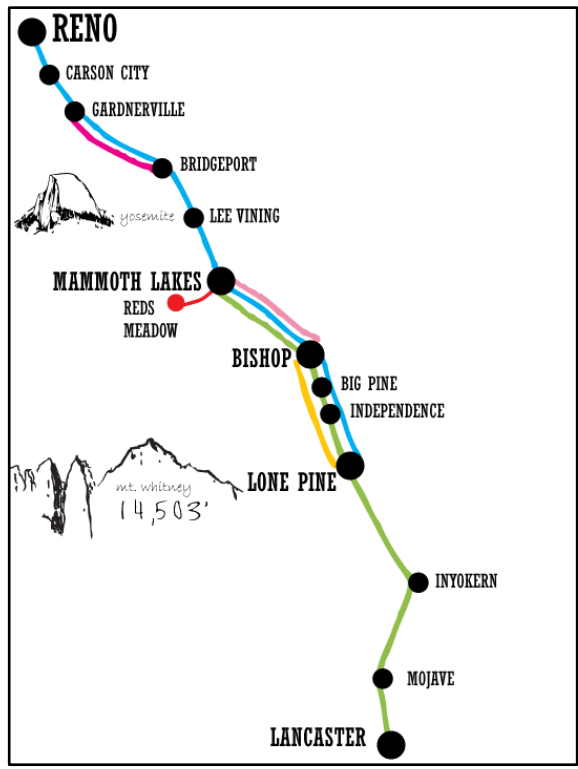 RENO
CARSON CITY
GARDNERVILLE
BRIDGEPORT
yosemite
LEE VINING
MAMMOTH LAKES
REDS
MEADOW
BISHOP
BIG PINE
INDEPENDENCE
LONE PINE
mt. whitney
14,503'
INYOKERN
MOJAVE
LANCASTER